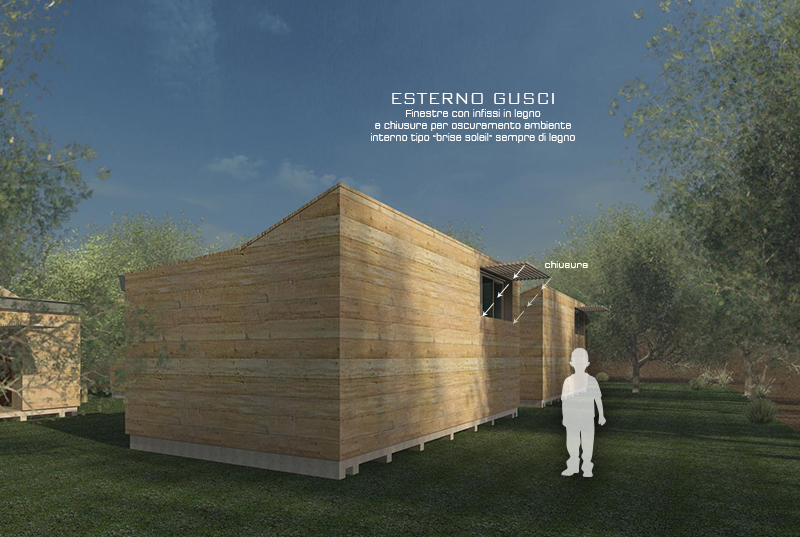 ESTERNO GUSCI
Finestre con infissi in legno
e chiusure per oscuramento ambiente
interno tipo "brise soleil" sempre di legno
chiusure